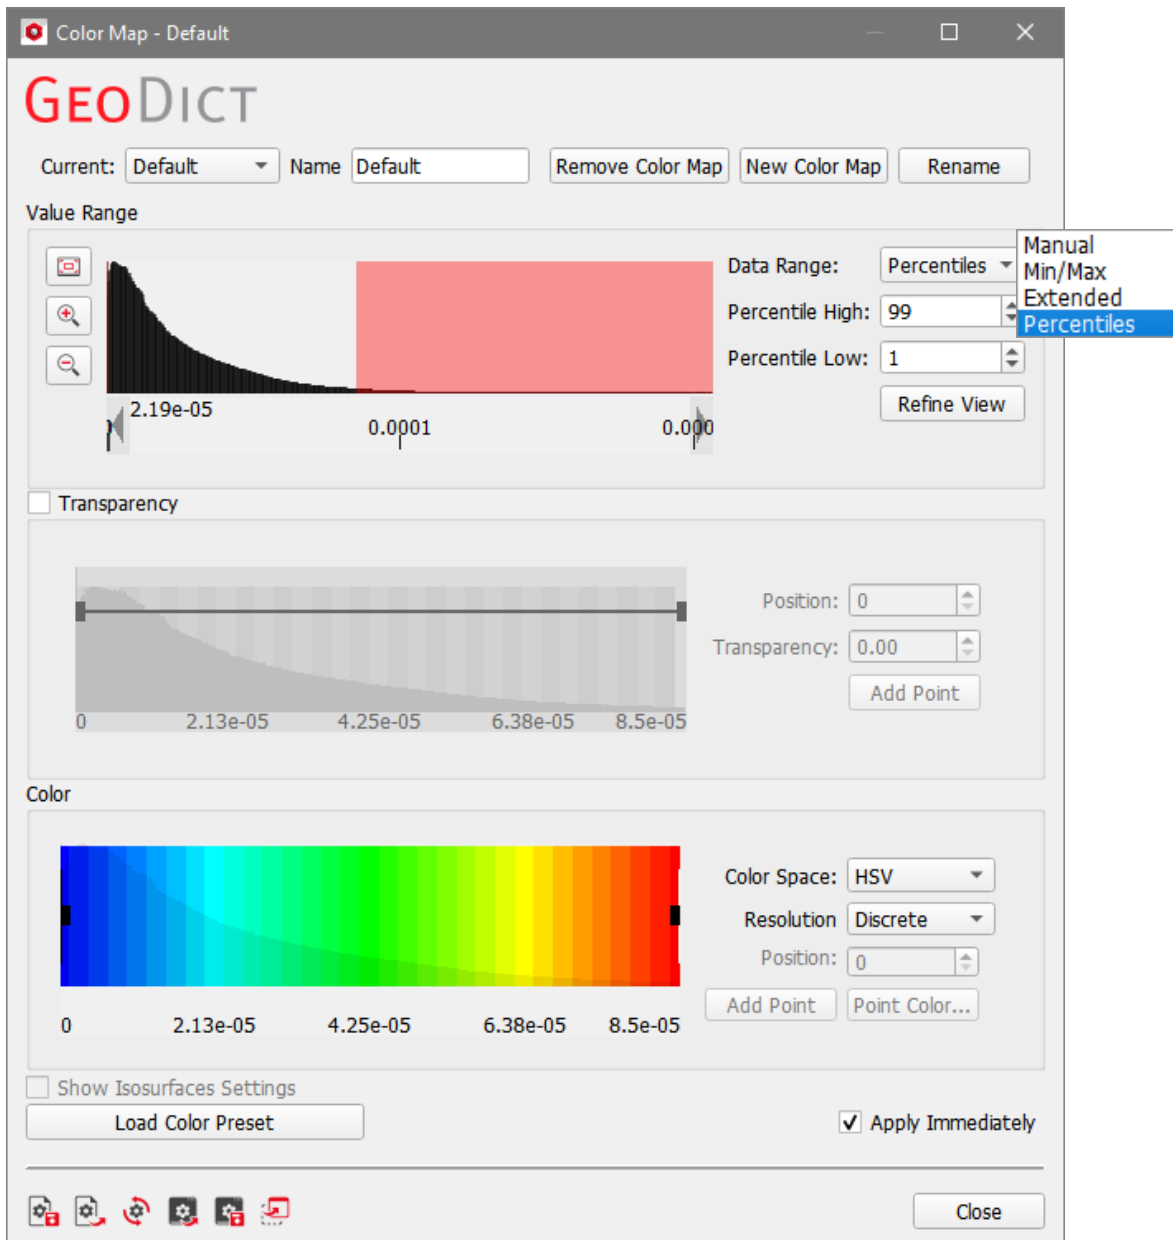 Color Map - Default
GEODICT
Current: Default Name Default Remove Color Map New Color Map Rename
Value Range
Manual
Min/Max
Extended
Percentiles
Data Range: Percentiles
Percentile High: 99
Percentile Low: 1
Refine View
2.19e-05
0.0001 0.000
Transparency
Position: 0
Transparency: 0.00
Add Point
0 2.13e-05 4.25e-05 6.38e-05 8.5e-05
Color
Color Space: HSV
Resolution Discrete
Position: 0
Add Point Point Color...
0 2.13e-05 4.25e-05 6.38e-05 8.5e-05
Show Isosurfaces Settings
Load Color Preset Apply Immediately
Close